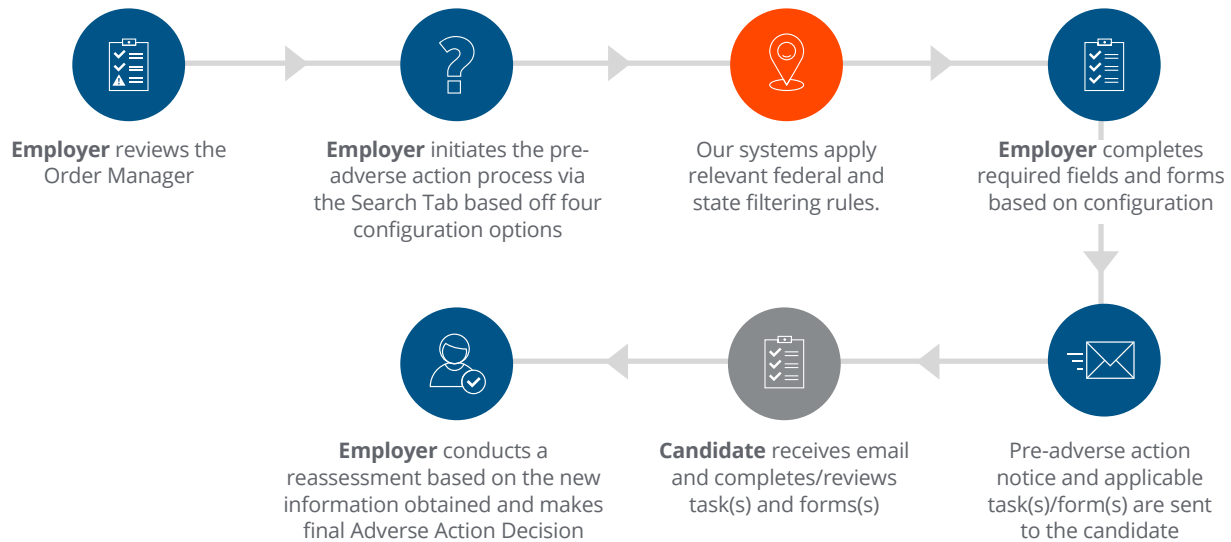 Employer reviews the
Order Manager
Employer initiates the pre-
adverse action process via
the Search Tab based off four
configuration options
Our systems apply
relevant federal and
state filtering rules.
Employer completes
required fields and forms
based on configuration
Pre-adverse action
notice and applicable
task(s)/form(s) are sent
to the candidate
Candidate receives email
and completes/reviews
task(s) and forms(s)
Employer conducts a
reassessment based on the new
information obtained and makes
final Adverse Action Decision